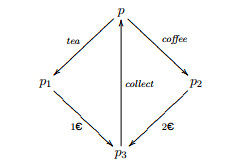 p
tea
coffee
p₁
collect
p₂
1€
2€
p₃